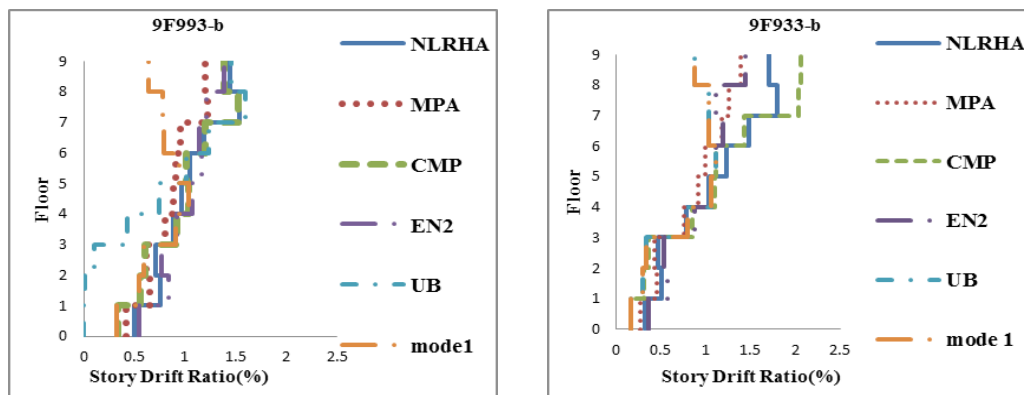 9F993-b
9
8
7
6
5
4
3
2
1
0
Floor
0 0.5 1 1.5 2 2.5
Story Drift Ratio(%)
NLRHA
MPA
CMP
EN2
UB
mode1
9F933-b
9
8
7
6
5
4
3
2
1
0
Floor
0 0.5 1 1.5 2 2.5
Story Drift Ratio(%)
NLRHA
MPA
CMP
EN2
UB
mode 1